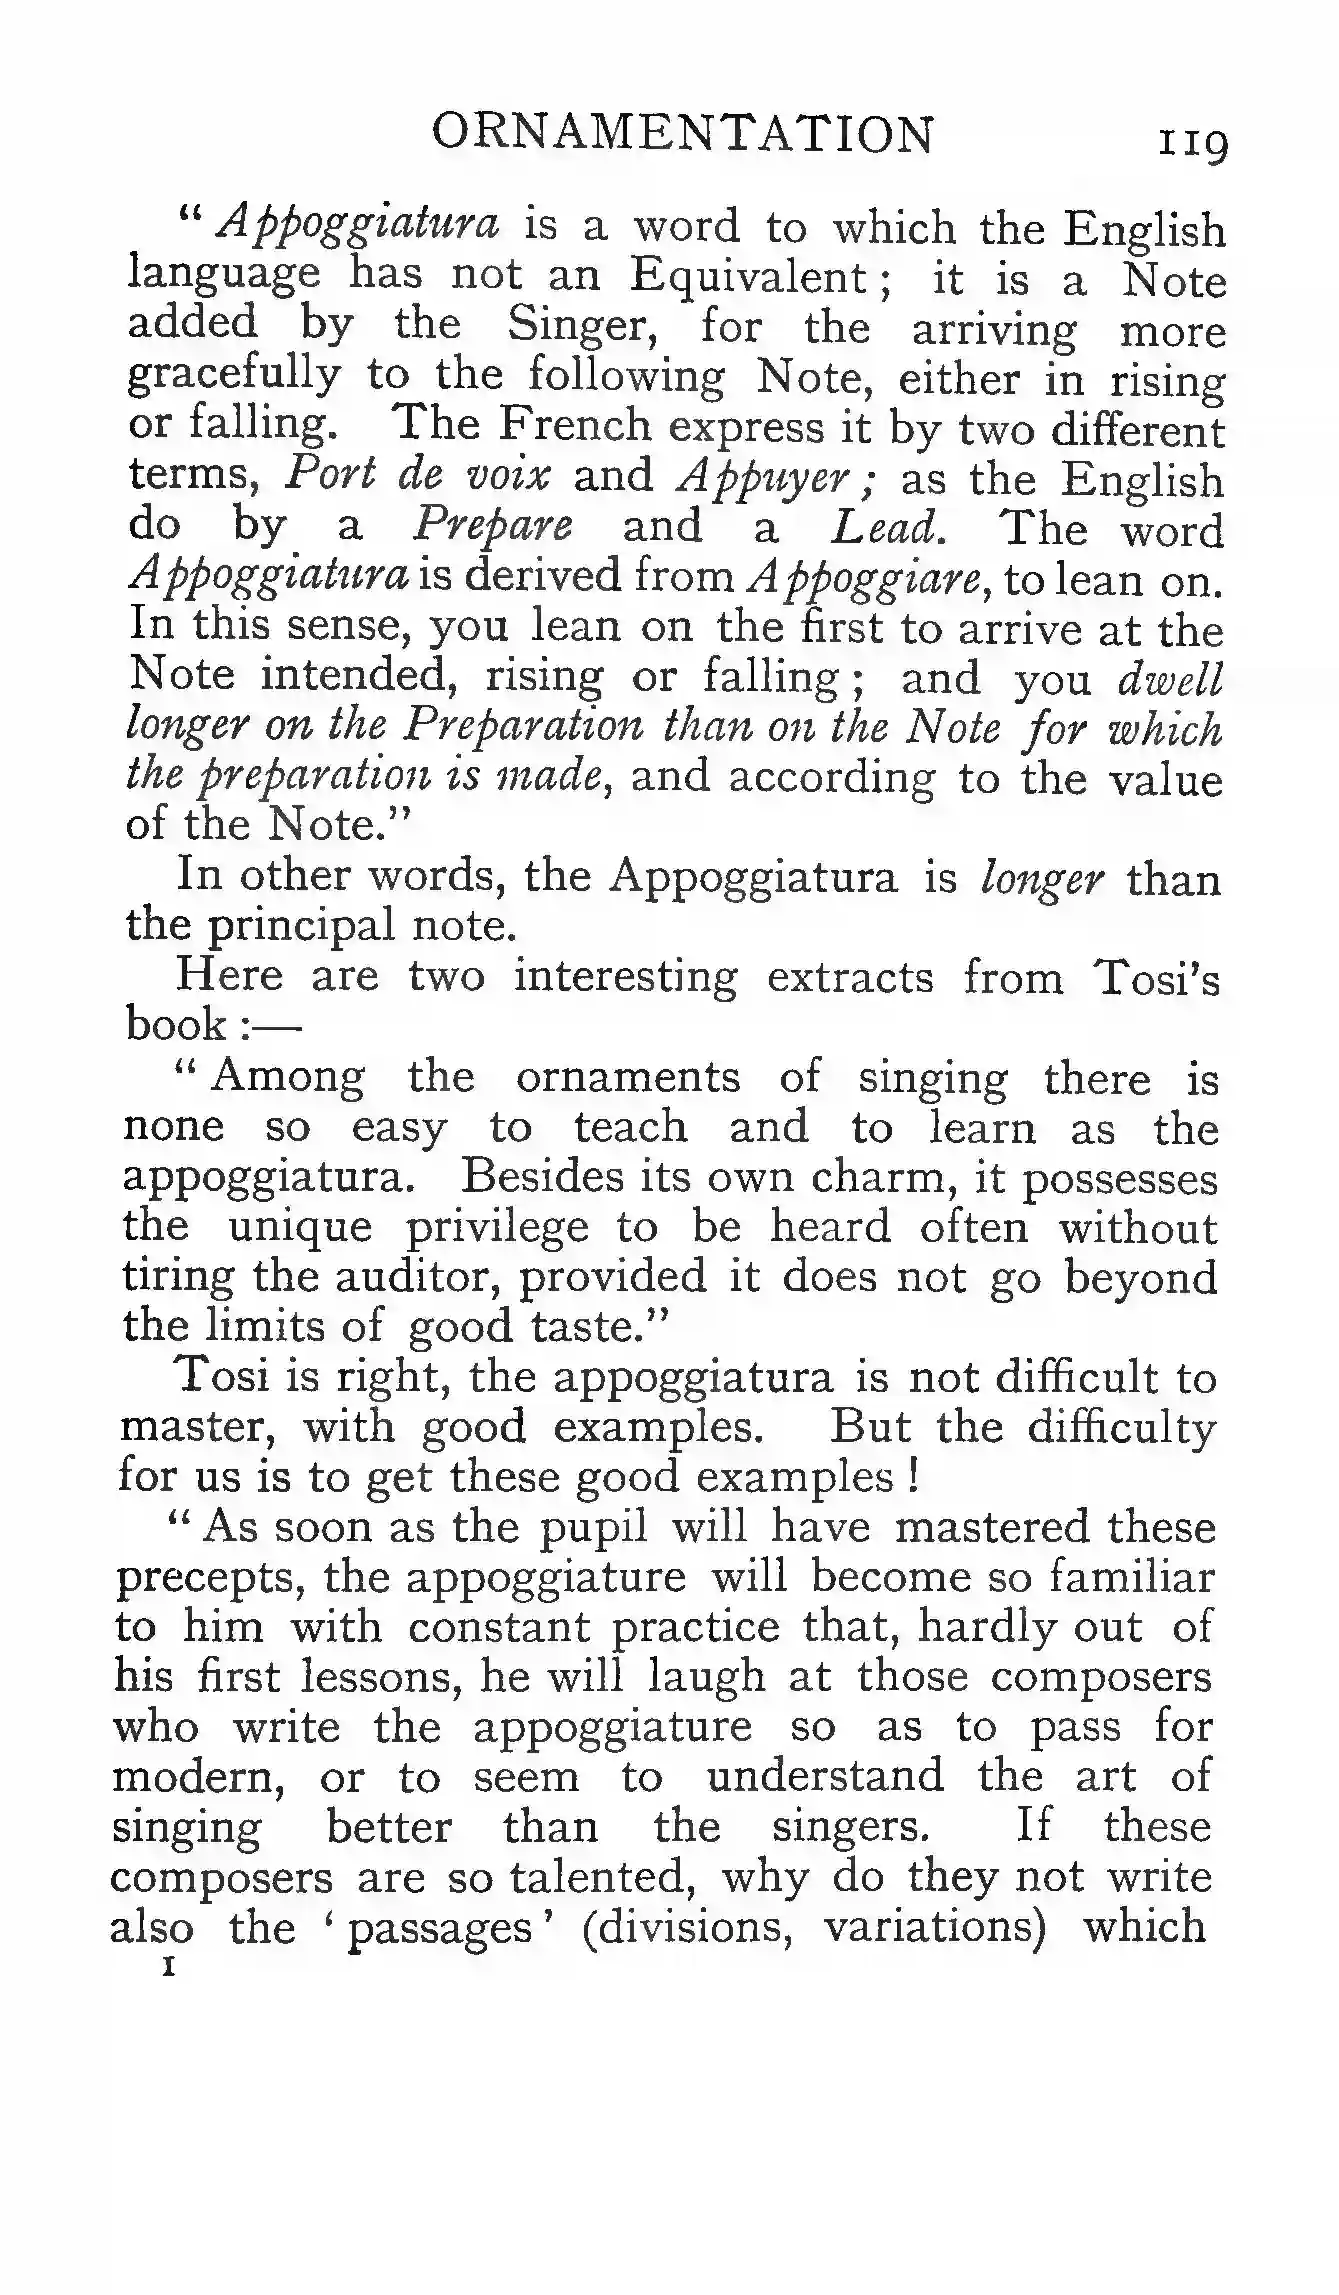 ORNAMENTATION 119
“ Appoggiatura is a word to which the English
language has not an Equivalent ; it is a Note
added by the Singer, for the arriving more
gracefully to the following Note, either in rising
or falling. The French express it by two different
terms, Port de voix and Appuyer ; as the English
do by a Prepare and a Lead. The word
Appoggiatura is derived from Appoggiare, to lean on.
In this sense, you lean on the first to arrive at the
Note intended, rising or falling ; and you dwell
longer on the Preparation than on the Note for which
the preparation is made, and according to the value
of the Note.”
In other words, the Appoggiatura is longer than
the principal note.
Here are two interesting extracts from Tosi’s
book :—
“ Among the ornaments of singing there is
none so easy to teach and to learn as the
appoggiatura. Besides its own charm, it possesses
the unique privilege to be heard often without
tiring the auditor, provided it does not go beyond
the limits of good taste.”
Tosi is right, the appoggiatura is not difficult to
master, with good examples. But the difficulty
for us is to get these good examples !
“ As soon as the pupil will have mastered these
precepts, the appoggiature will become so familiar
to him with constant practice that, hardly out of
his first lessons, he will laugh at those composers
who write the appoggiature so as to pass for
modern, or to seem to understand the art of
singing better than the singers. If these
composers are so talented, why do they not write
also the ‘ passages ’ (divisions, variations) which
I